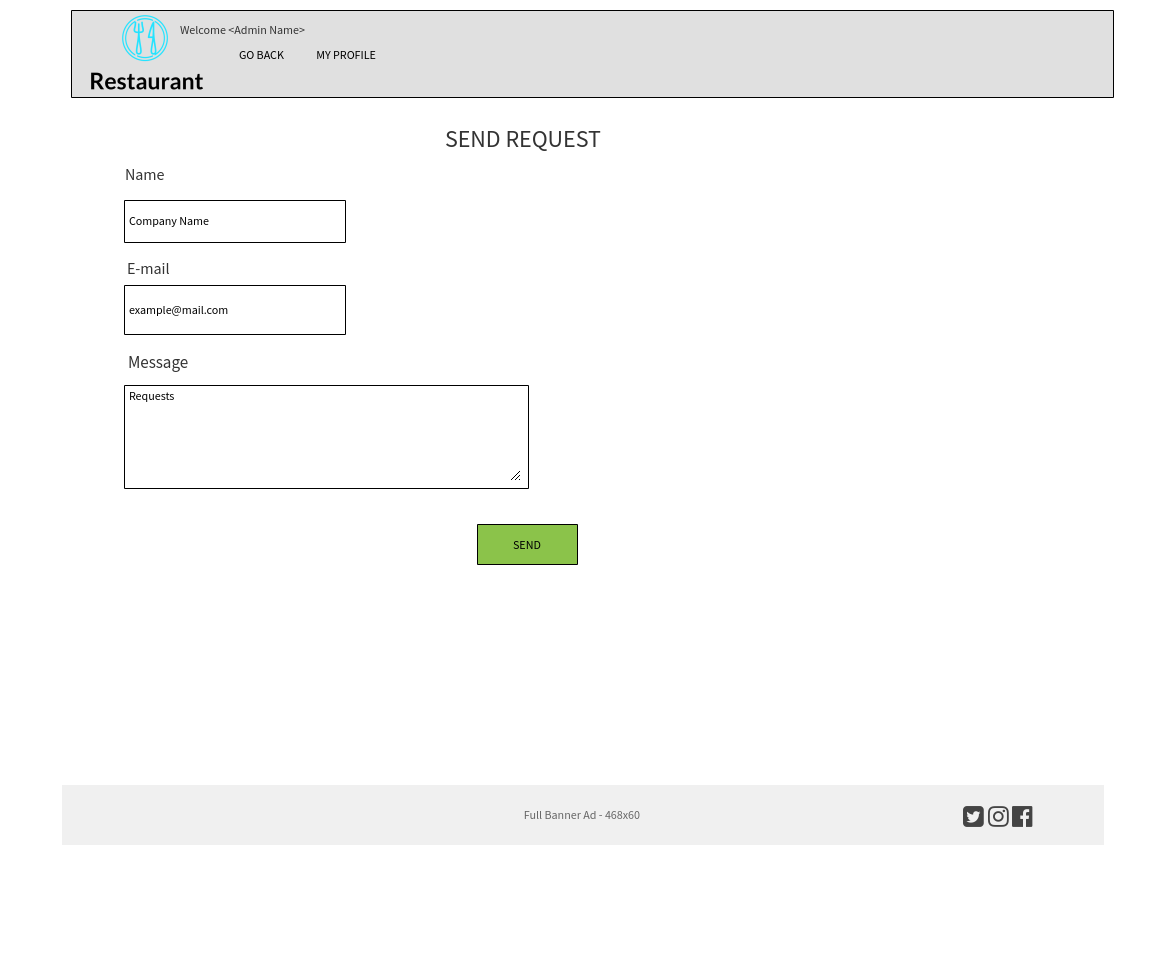 Welcome <Admin Name>
GO BACK MY PROFILE
Restaurant
SEND REQUEST
Name
Company Name
E-mail
example@mail.com
Message
Requests
SEND
Full Banner Ad - 468x60